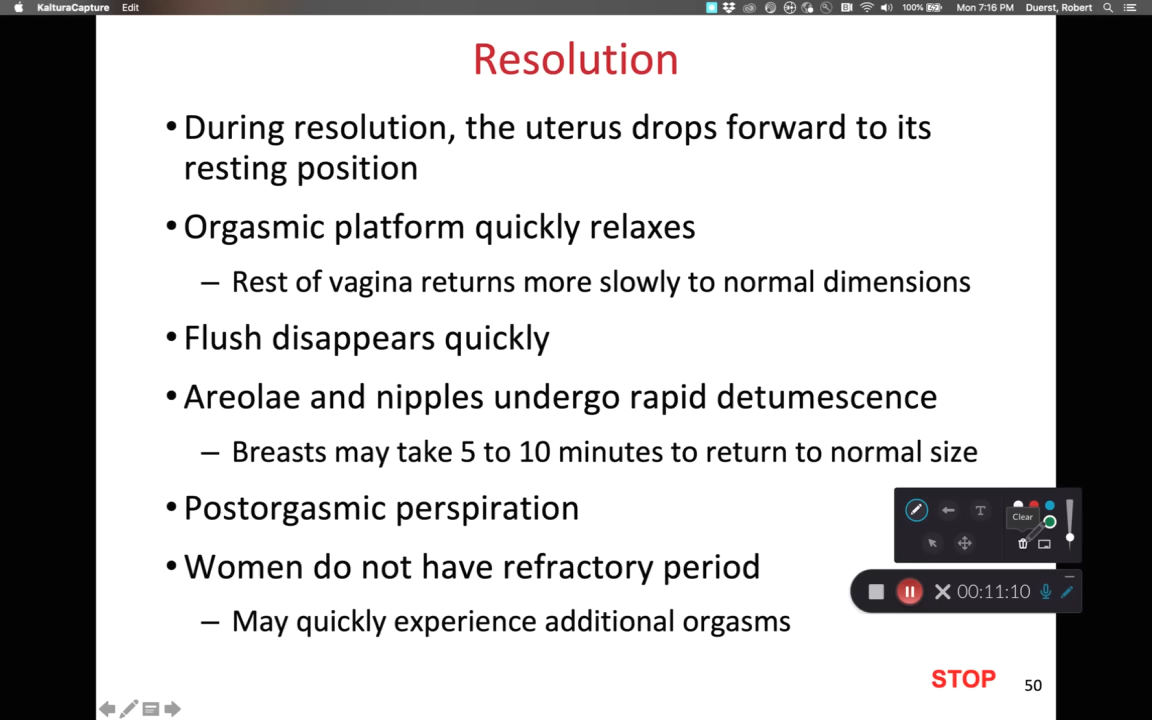 KalturaCapture Edit 100% Mon 7:16 PM Duerst, Robert
Resolution
• During resolution, the uterus drops forward to its
resting position
• Orgasmic platform quickly relaxes
– Rest of vagina returns more slowly to normal dimensions
• Flush disappears quickly
• Areolae and nipples undergo rapid detumescence
– Breasts may take 5 to 10 minutes to return to normal size
• Postorgasmic perspiration
T
Clear
• Women do not have refractory period
00:11:10
– May quickly experience additional orgasms
STOP 50